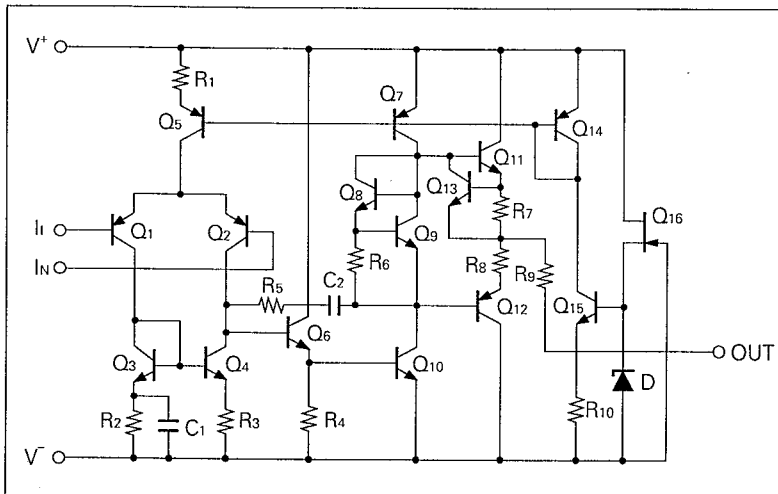 V⁺
R₁
Q₅
Q₇
Q₁₄
Q₁₁
Q₈
Q₁₃
I₁
Q₁
Q₂
Q₉
R₇
Q₁₆
I_N
R₆
R₈
R₉
R₅
C₂
Q₁₂
Q₁₅
Q₃
Q₄
Q₆
Q₁₀
OUT
D
R₂
C₁
R₃
R₄
R₁₀
V⁻